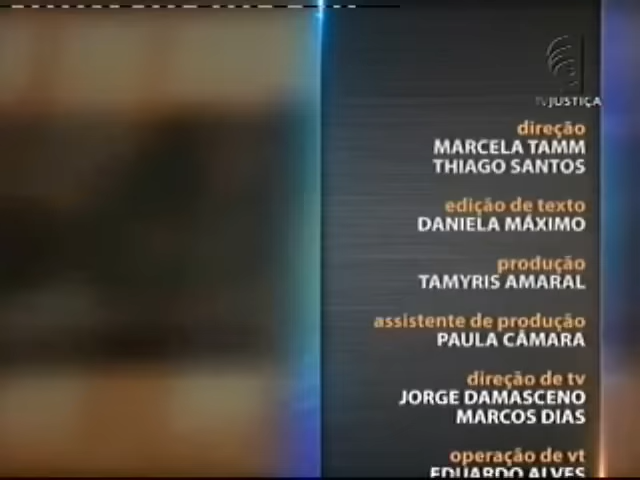 TV JUSTIÇA
direção
MARCELA TAMM
THIAGO SANTOS
edição de texto
DANIELA MÁXIMO
produção
TAMYRIS AMARAL
assistente de produção
PAULA CÂMARA
direção de tv
JORGE DAMASCENO
MARCOS DIAS
operação de vt
EDUARDO ALVES